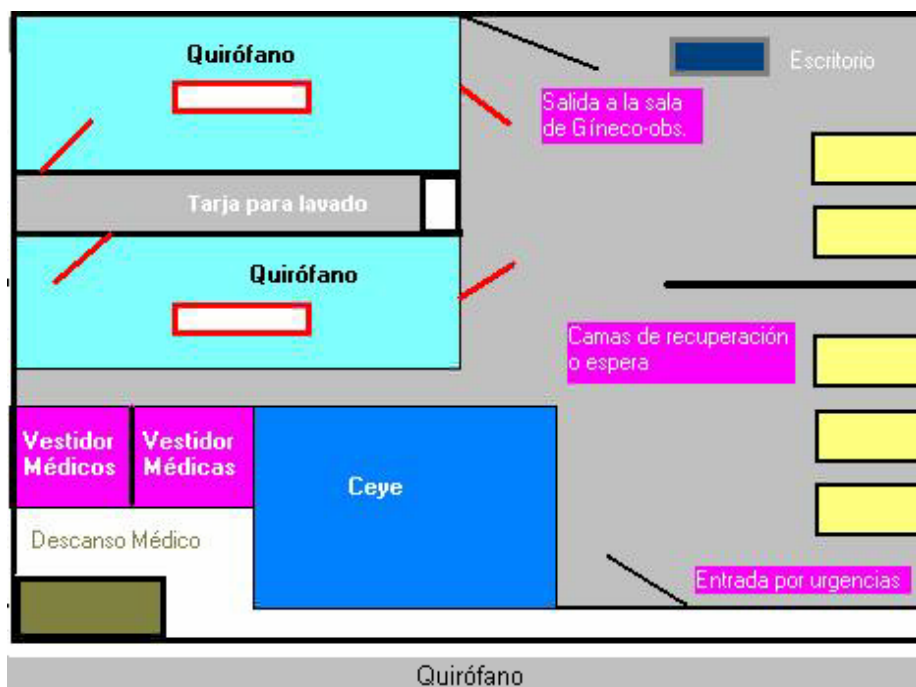 Quirófano
Escritorio
Salida a la sala
de Gíneco-obs.
Tarja para lavado
Quirófano
Camas de recuperación
o espera
Vestidor
Médicos
Vestidor
Médicas
Ceye
Descanso Médico
Entrada por urgencias
Quirófano